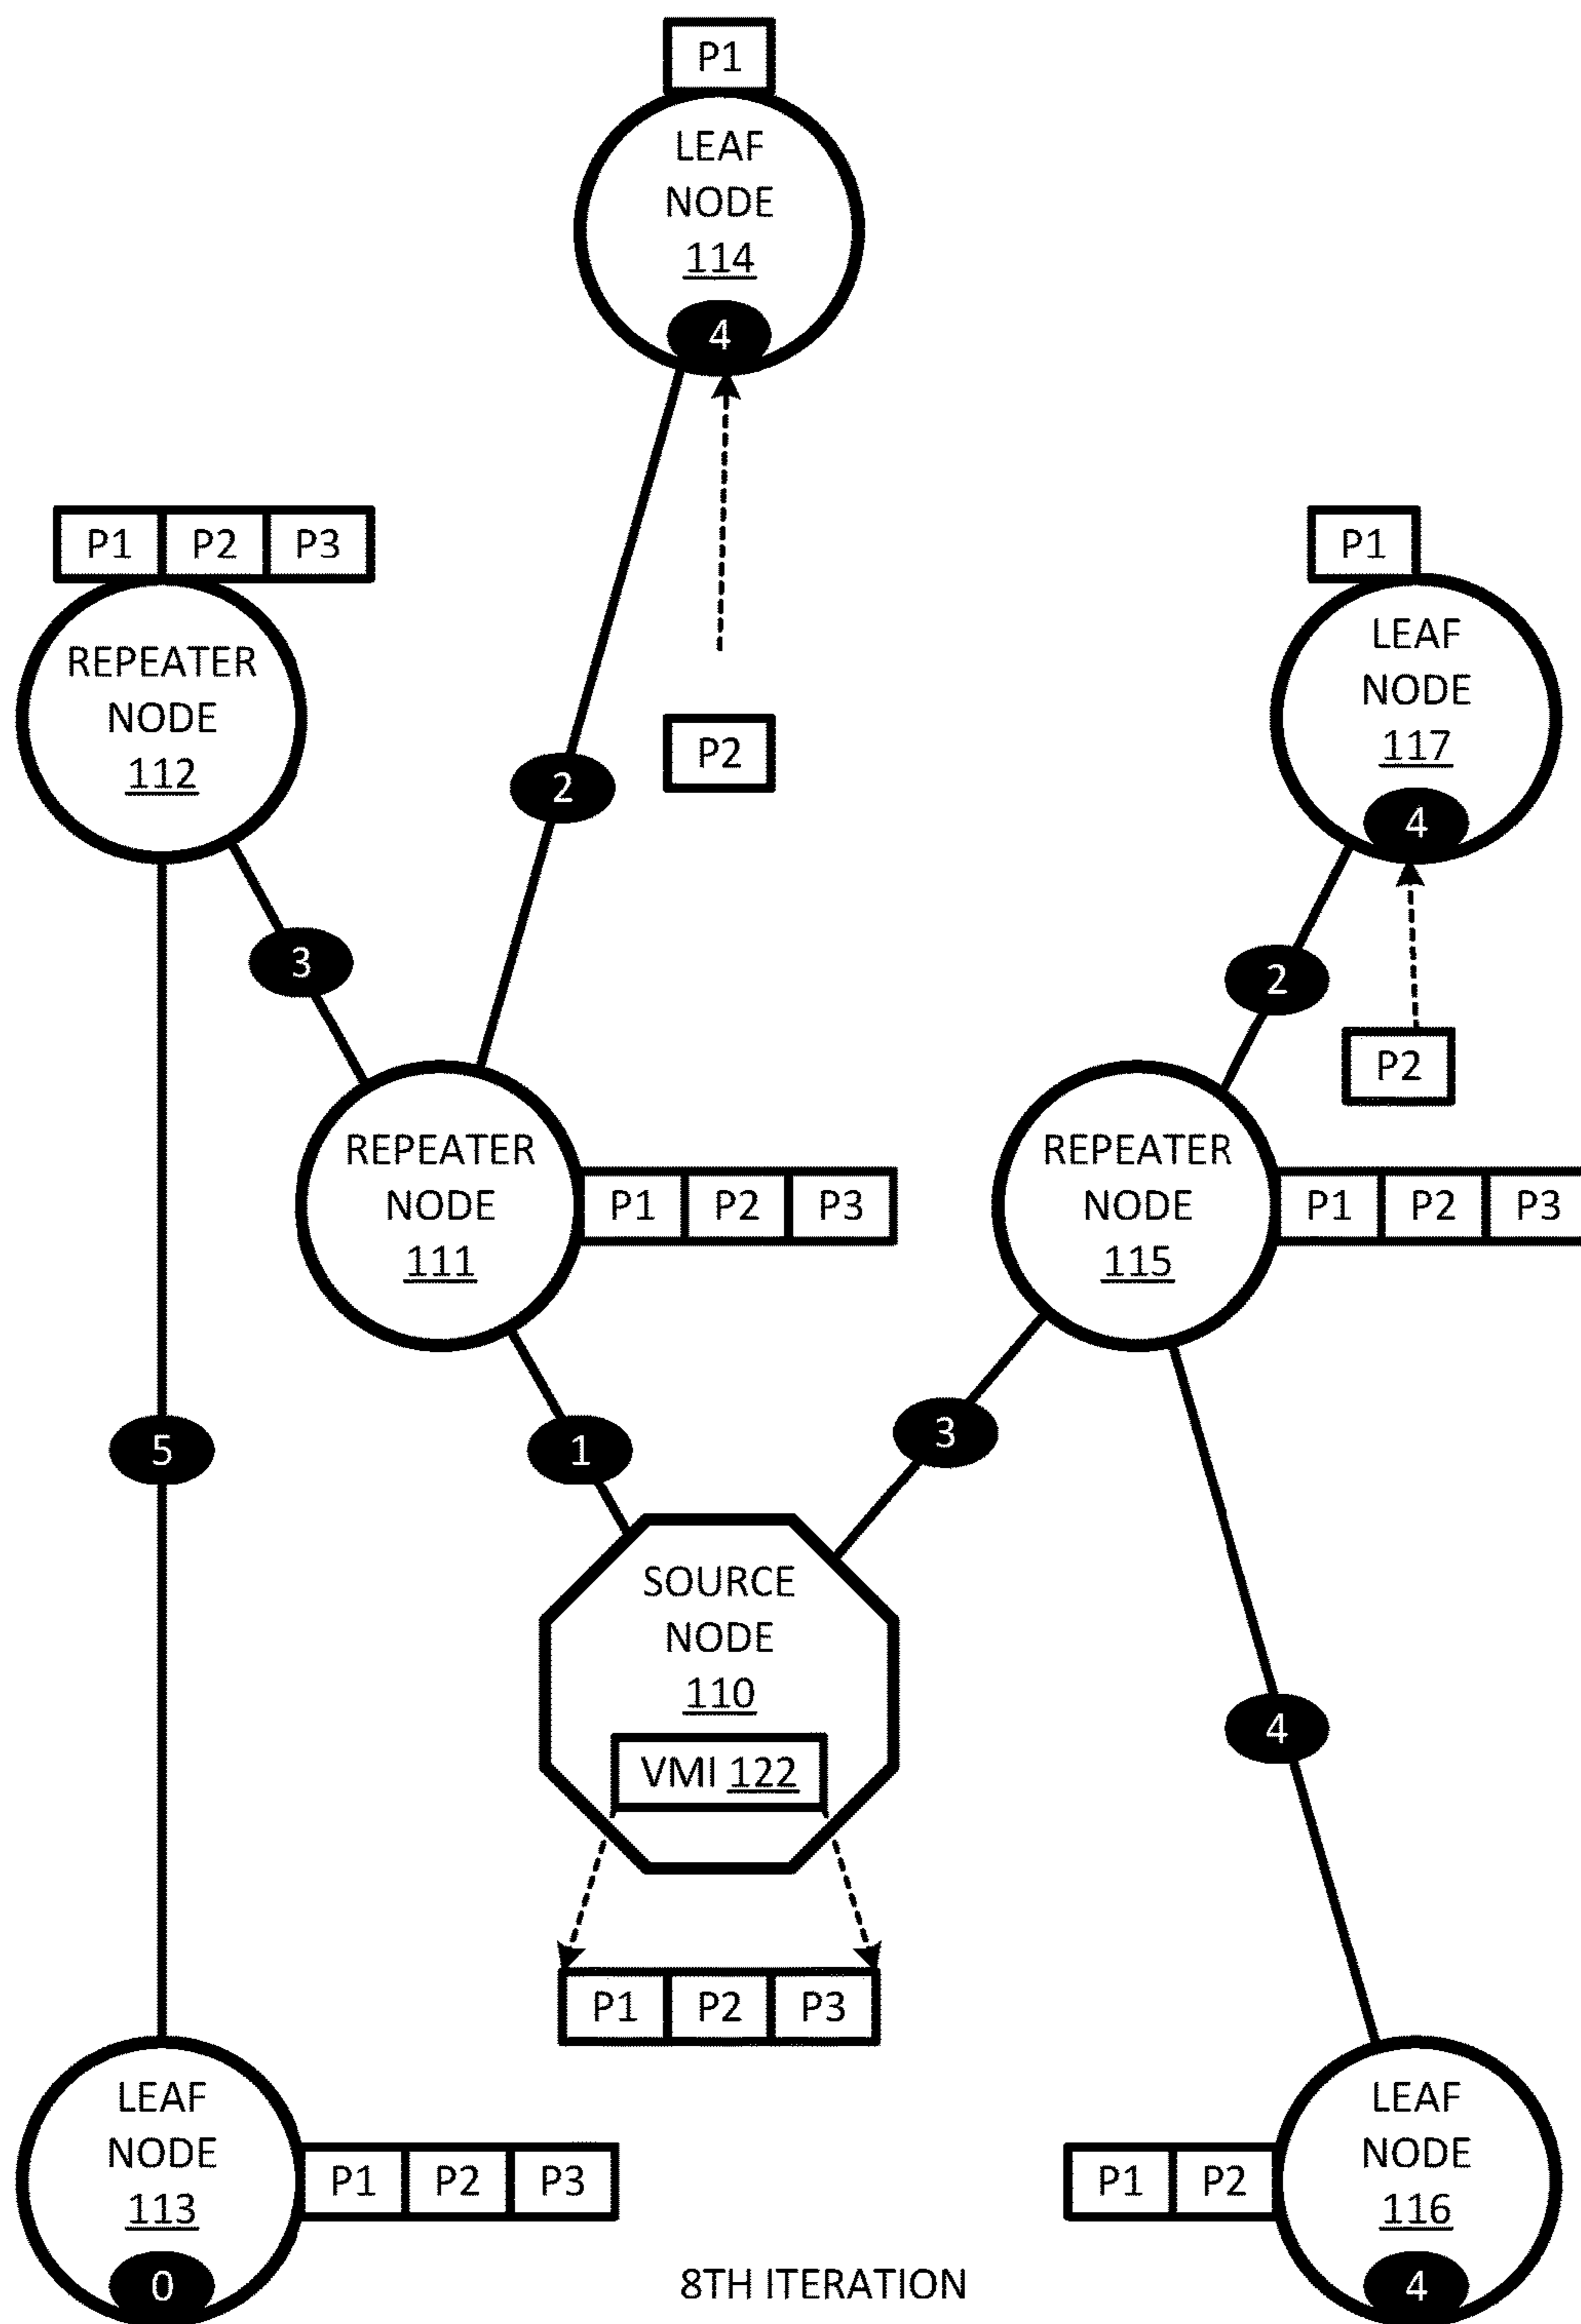 P1
LEAF
NODE
114
4
P1 P2 P3
P1
REPEATER
NODE
112
LEAF
NODE
117
4
2
P2
3
2
P2
REPEATER
NODE
111
P1 P2 P3
REPEATER
NODE
115
P1 P2 P3
5
1
3
SOURCE
NODE
110
VMI 122
4
P1 P2 P3
LEAF
NODE
113
0
P1 P2 P3
P1 P2
LEAF
NODE
116
4
8TH ITERATION